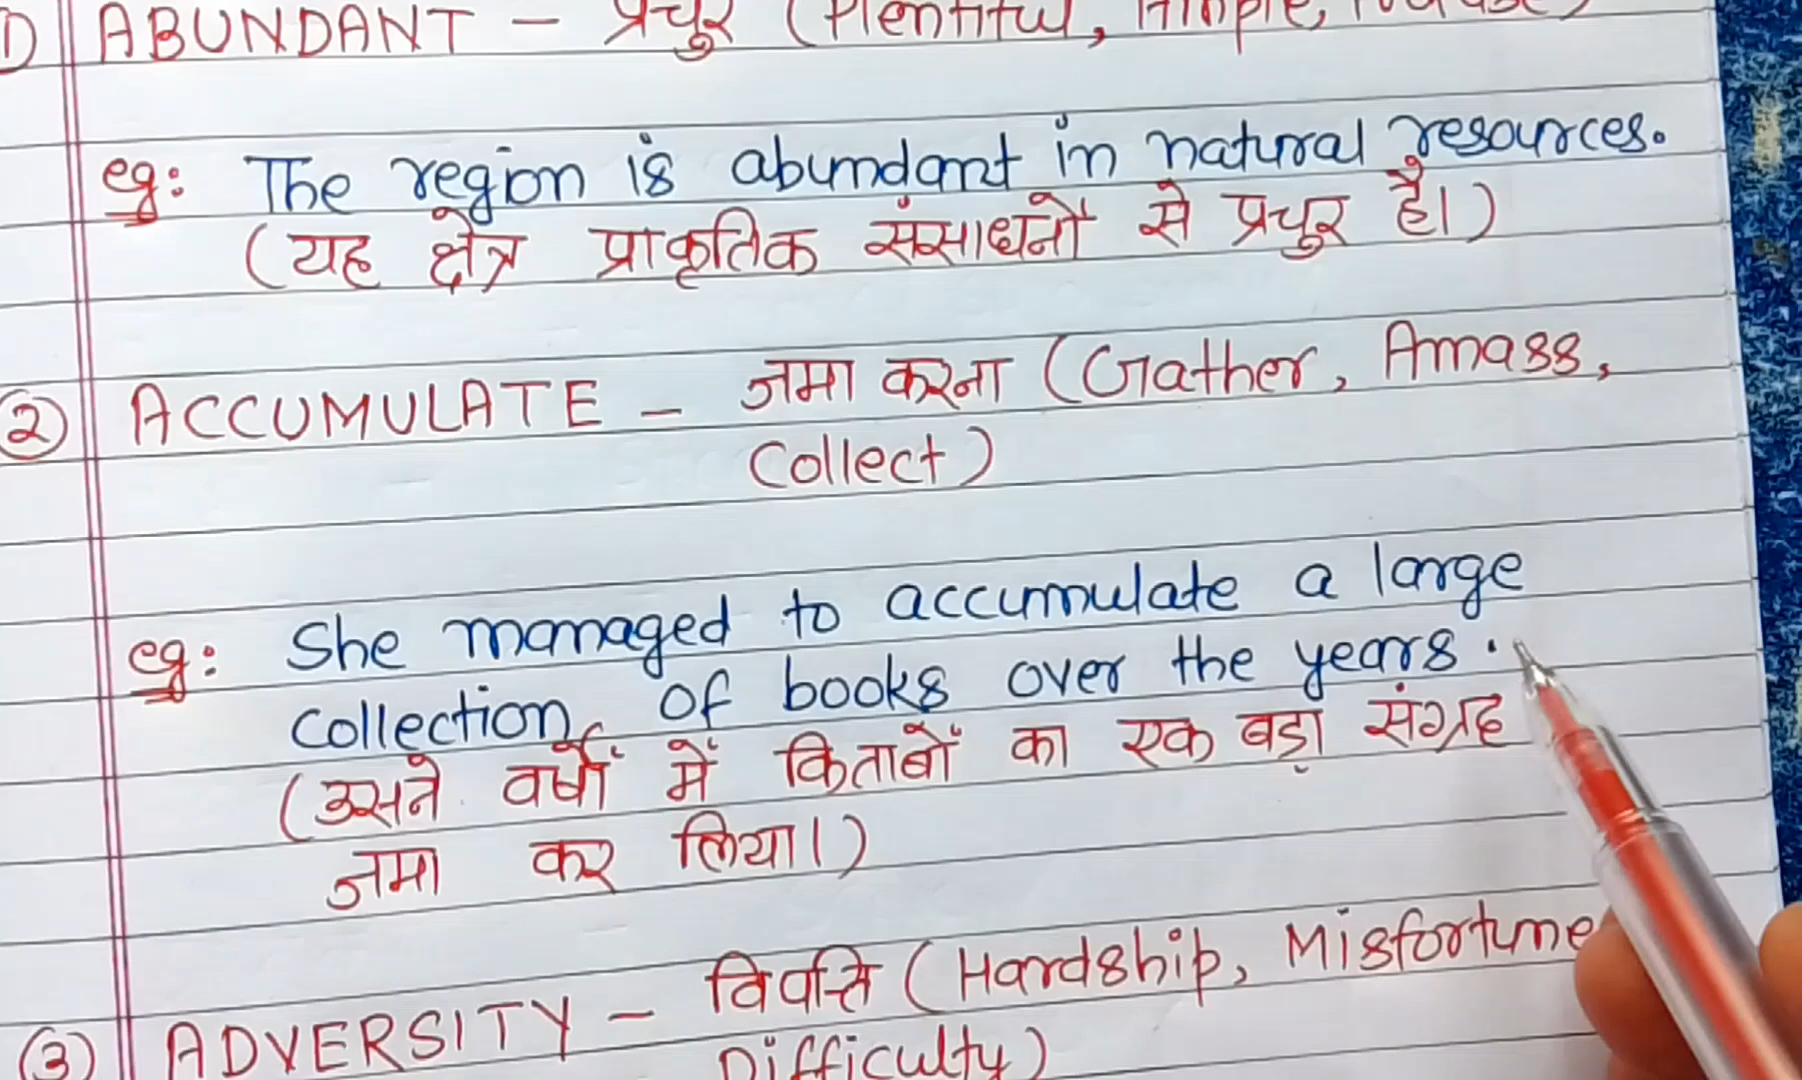 ① ABUNDANT - प्रचुर (Plentiful, Ample,
eg: The region is abundant in natural resources.
(यह क्षेत्र प्राकृतिक संसाधनों से प्रचुर है।)
② ACCUMULATE - जमा करना (Gather, Amass,
Collect)
eg: She managed to accumulate a large
collection of books over the years.
(उसने वर्षों में किताबों का एक बड़ा संग्रह
जमा कर लिया।)
③ ADVERSITY - विपत्ति (Hardship, Misfortune
Difficulty)